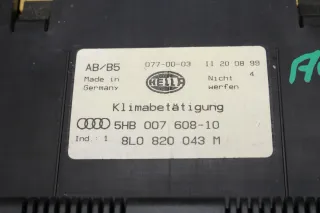 AB/B5 077-00-03 11 20 08 99
Made in Germany HELLA Nicht werfen 4
Klimabetätigung
5HB 007 608-10
Ind.: 1 8L0 820 043 M